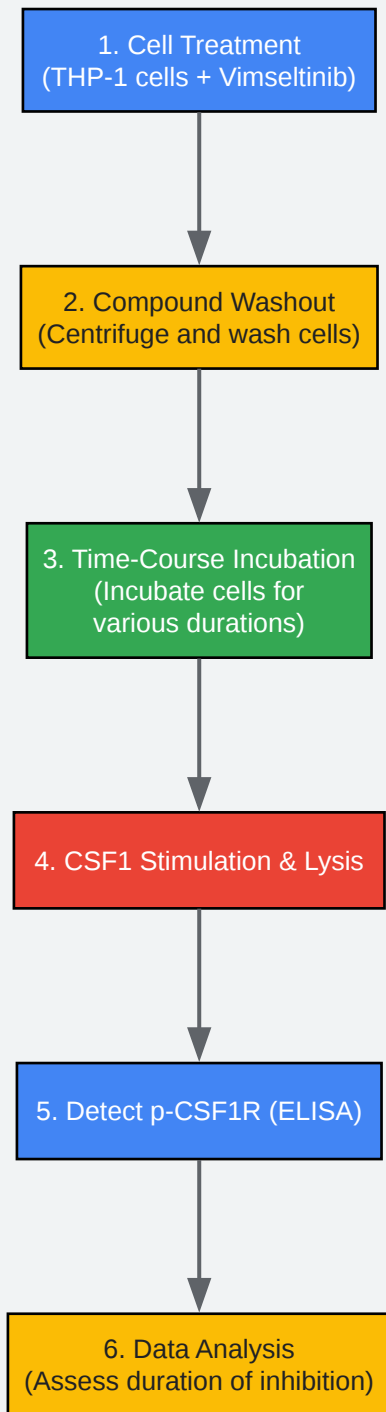 1. Cell Treatment
(THP-1 cells + Vimseltinib)
2. Compound Washout
(Centrifuge and wash cells)
3. Time-Course Incubation
(Incubate cells for
various durations)
4. CSF1 Stimulation & Lysis
5. Detect p-CSF1R (ELISA)
6. Data Analysis
(Assess duration of inhibition)